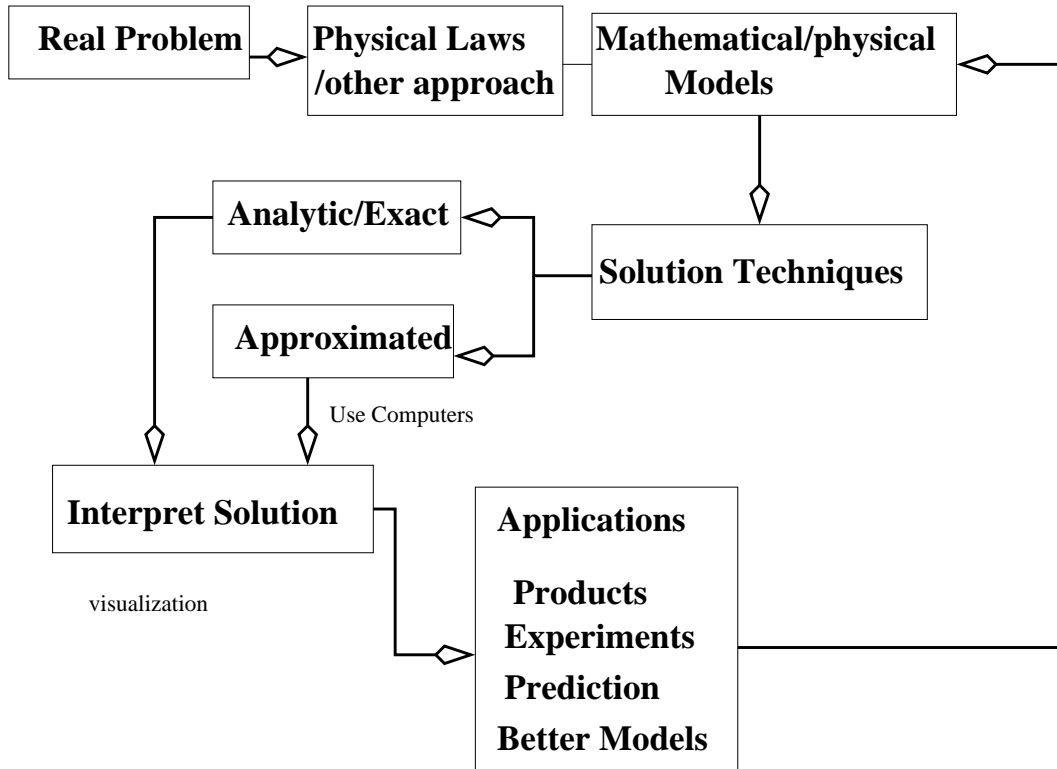 Real Problem
Physical Laws
/other approach
Mathematical/physical
Models
Analytic/Exact
Solution Techniques
Approximated
Use Computers
Interpret Solution
visualization
Applications
Products
Experiments
Prediction
Better Models